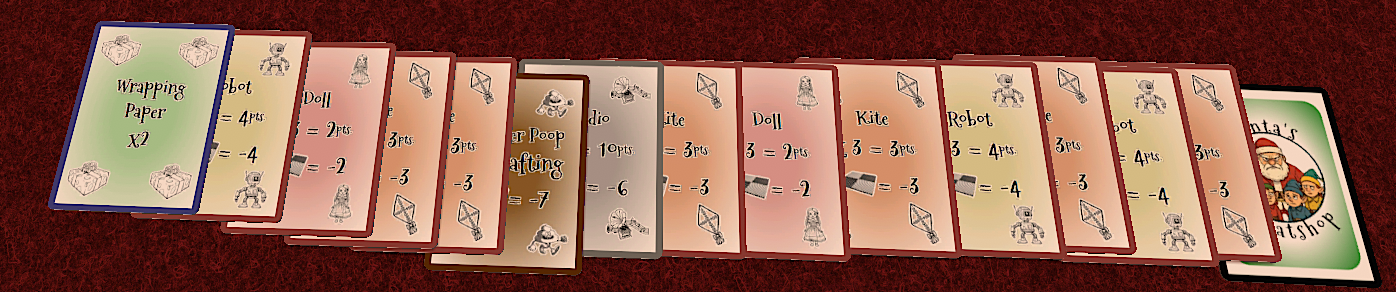 Wrapping
Paper
X2
obot
= 4pts.
= -4
Doll
= 2pts.
= -2
e
3pts.
-3
3pts.
-3
er Poop
afting
= -7
dio
= 10pts.
= -6
ite
= 3pts.
= -3
Doll
3 = 2pts.
= -2
Kite
3 = 3pts.
= -3
Robot
3 = 4pts.
= -4
e
3pts.
-3
bot
4pts.
= -4
3pts.
-3
nta's
atshop